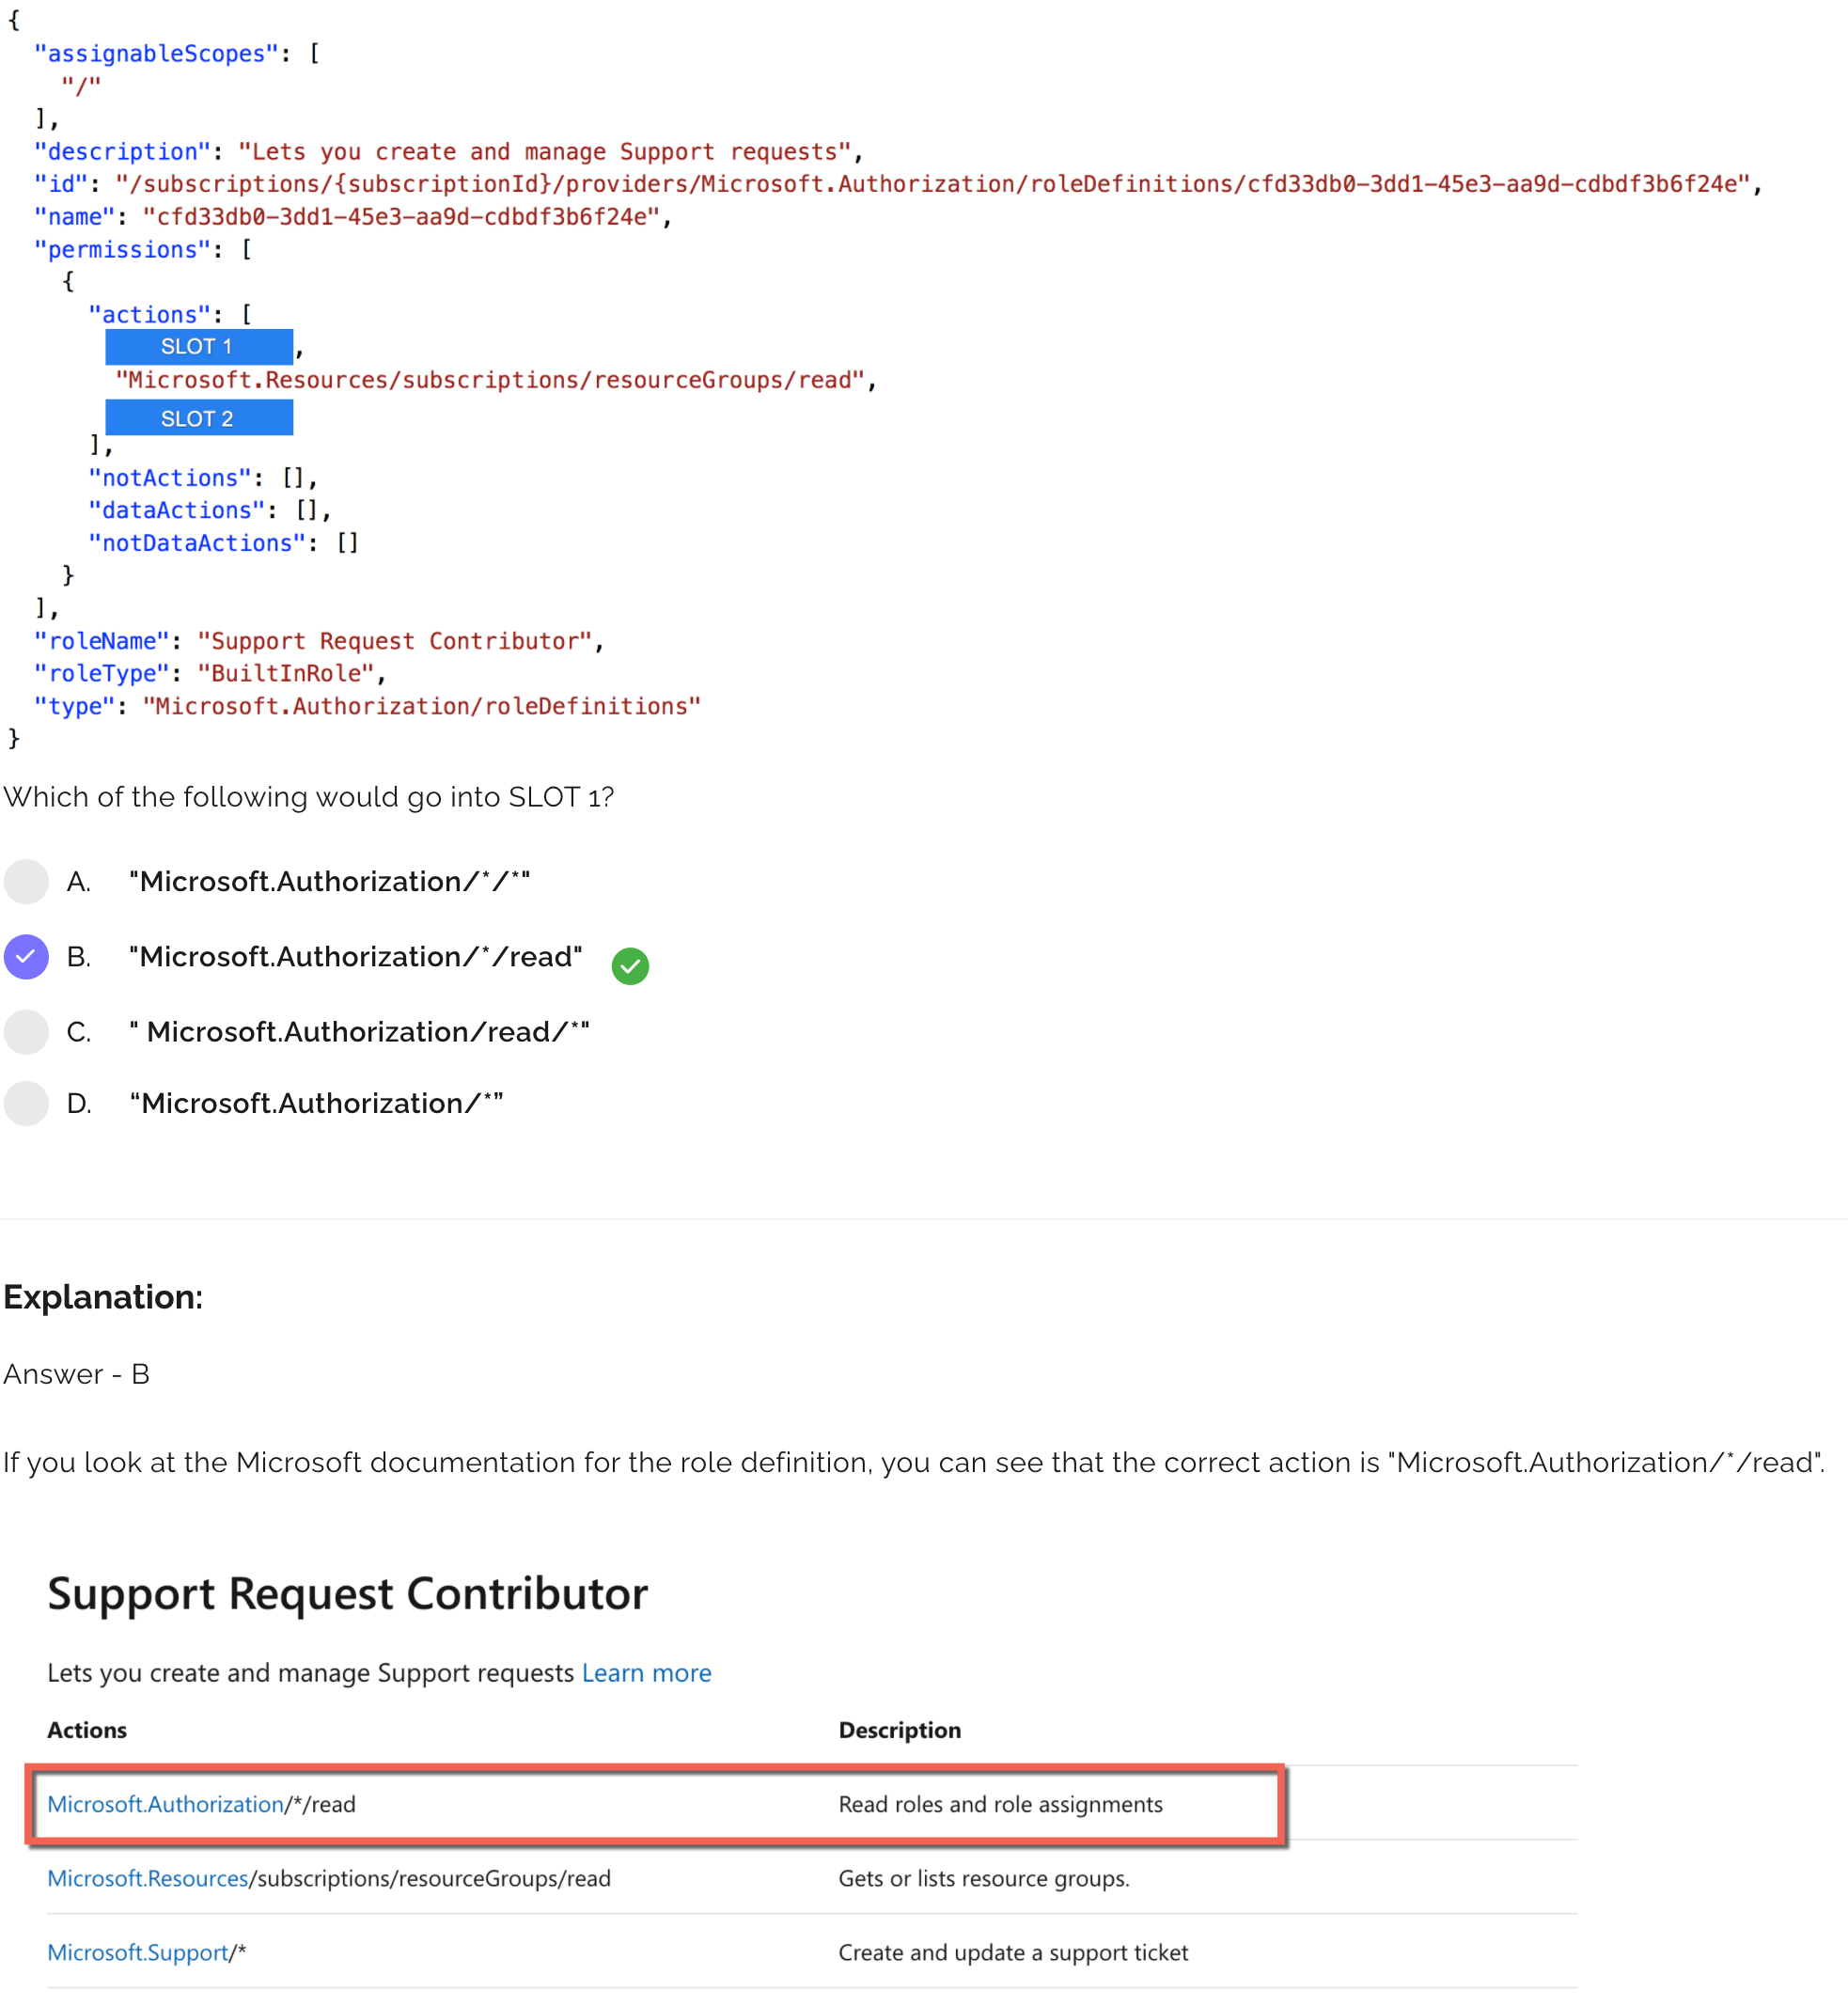 {
"assignableScopes": [
"/"
],
"description": "Lets you create and manage Support requests",
"id": "/subscriptions/{subscriptionId}/providers/Microsoft.Authorization/roleDefinitions/cfd33db0-3dd1-45e3-aa9d-cdbdf3b6f24e",
"name": "cfd33db0-3dd1-45e3-aa9d-cdbdf3b6f24e",
"permissions": [
{
"actions": [
SLOT 1 ,
"Microsoft.Resources/subscriptions/resourceGroups/read",
SLOT 2
],
"notActions": [],
"dataActions": [],
"notDataActions": []
}
],
"roleName": "Support Request Contributor",
"roleType": "BuiltInRole",
"type": "Microsoft.Authorization/roleDefinitions"
}
Which of the following would go into SLOT 1?
A. "Microsoft.Authorization/*/*"
B. "Microsoft.Authorization/*/read"
C. " Microsoft.Authorization/read/*"
D. “Microsoft.Authorization/*”
Explanation:
Answer - B
If you look at the Microsoft documentation for the role definition, you can see that the correct action is "Microsoft.Authorization/*/read".
Support Request Contributor
Lets you create and manage Support requests Learn more
Actions Description
Microsoft.Authorization/*/read Read roles and role assignments
Microsoft.Resources/subscriptions/resourceGroups/read Gets or lists resource groups.
Microsoft.Support/* Create and update a support ticket